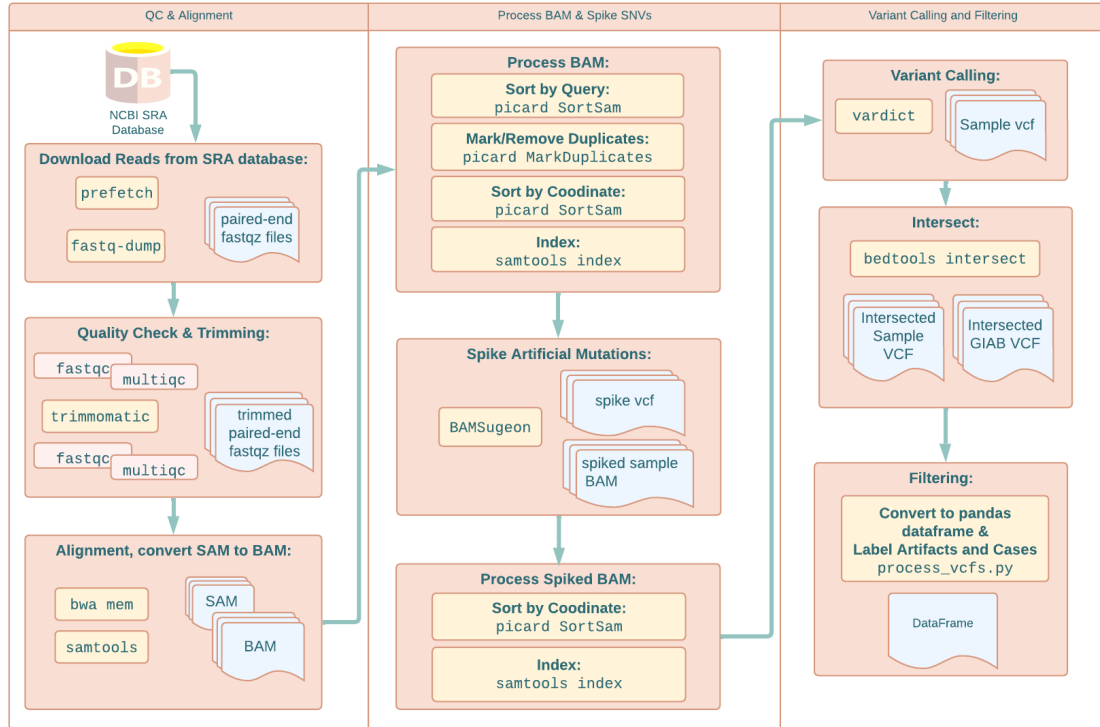 QC & Alignment
DB
NCBI SRA
Database
Download Reads from SRA database:
prefetch
fastq-dump
paired-end
fastqz files
Quality Check & Trimming:
fastqc
multiqc
trimmomatic
fastqc
multiqc
trimmed
paired-end
fastqz files
Alignment, convert SAM to BAM:
bwa mem
samtools
SAM
BAM
Process BAM & Spike SNVs
Process BAM:
Sort by Query:
picard SortSam
Mark/Remove Duplicates:
picard MarkDuplicates
Sort by Coodinate:
picard SortSam
Index:
samtools index
Spike Artificial Mutations:
BAMSugeon
spike vcf
spiked sample
BAM
Process Spiked BAM:
Sort by Coodinate:
picard SortSam
Index:
samtools index
Variant Calling and Filtering
Variant Calling:
vardict
Sample vcf
Intersect:
bedtools intersect
Intersected
Sample
VCF
Intersected
GIAB VCF
Filtering:
Convert to pandas
dataframe &
Label Artifacts and Cases
process_vcfs.py
DataFrame